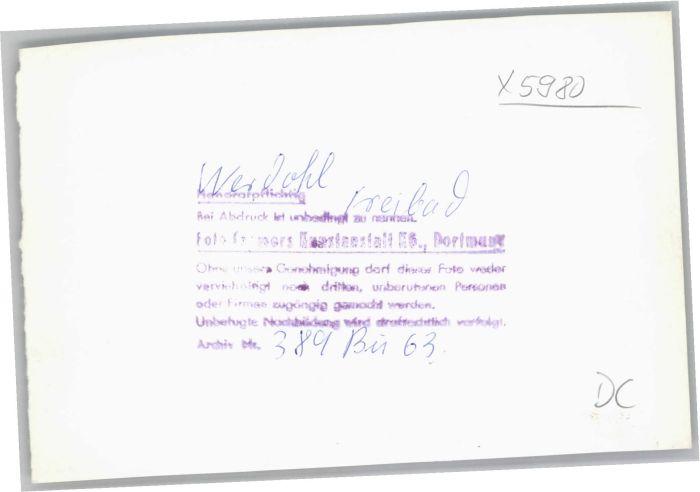 X 5980
Werdohl
Honorarpflichtig
Freibad
Bei Abdruck ist unbedingt zu nennen.
Foto Cramers Kunstanstalt KG., Dortmund
Ohne unsere Genehmigung darf dieses Foto weder
vervielfältigt noch dritten, unberufenen Personen
oder Firmen zugängig gemacht werden.
Unbefugte Nachbildung wird strafrechtlich verfolgt.
Archiv Nr. 389 Bü 63.
DC